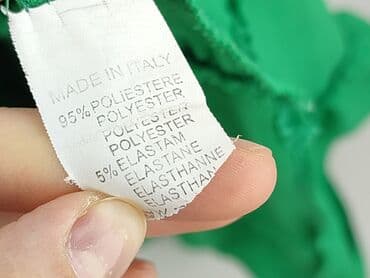 MADE IN ITALY
95% POLIESTERE
POLYESTER
POLYESTER
POLYESTER
5% ELASTAM
ELASTANE
ELASTHANNE
ELASTHAN